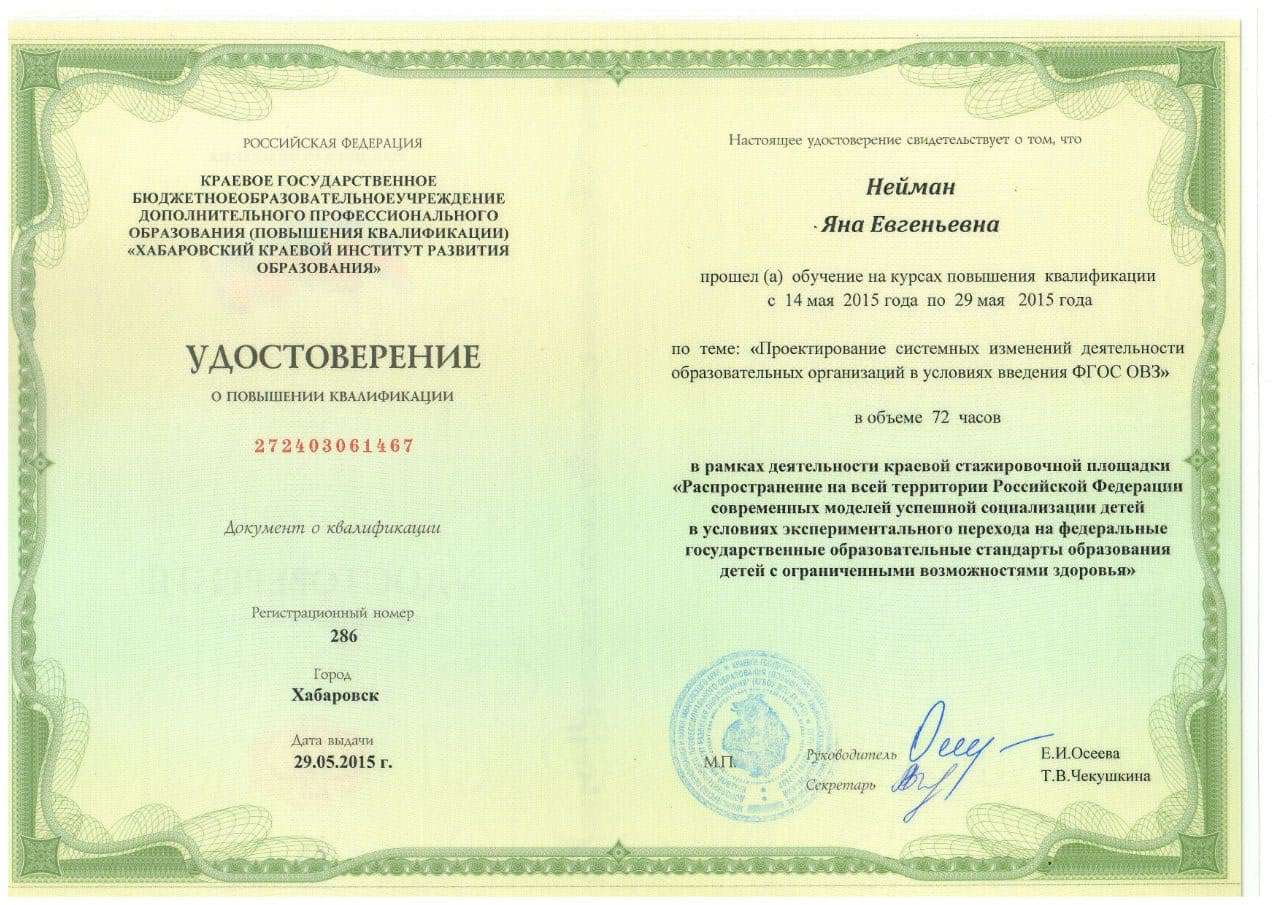 РОССИЙСКАЯ ФЕДЕРАЦИЯ
КРАЕВОЕ ГОСУДАРСТВЕННОЕ
БЮДЖЕТНОЕОБРАЗОВАТЕЛЬНОЕУЧРЕЖДЕНИЕ
ДОПОЛНИТЕЛЬНОГО ПРОФЕССИОНАЛЬНОГО
ОБРАЗОВАНИЯ (ПОВЫШЕНИЯ КВАЛИФИКАЦИИ)
«ХАБАРОВСКИЙ КРАЕВОЙ ИНСТИТУТ РАЗВИТИЯ
ОБРАЗОВАНИЯ»
УДОСТОВЕРЕНИЕ
О ПОВЫШЕНИИ КВАЛИФИКАЦИИ
272403061467
Документ о квалификации
Регистрационный номер
286
Город
Хабаровск
Дата выдачи
29.05.2015 г.
Настоящее удостоверение свидетельствует о том, что
Нейман
Яна Евгеньевна
прошел (а) обучение на курсах повышения квалификации
с 14 мая 2015 года по 29 мая 2015 года
по теме: «Проектирование системных изменений деятельности
образовательных организаций в условиях введения ФГОС ОВЗ»
в объеме 72 часов
в рамках деятельности краевой стажировочной площадки
«Распространение на всей территории Российской Федерации
современных моделей успешной социализации детей
в условиях экспериментального перехода на федеральные
государственные образовательные стандарты образования
детей с ограниченными возможностями здоровья»
М.П.
Руководитель Е.И.Осеева
Секретарь Т.В.Чекушкина